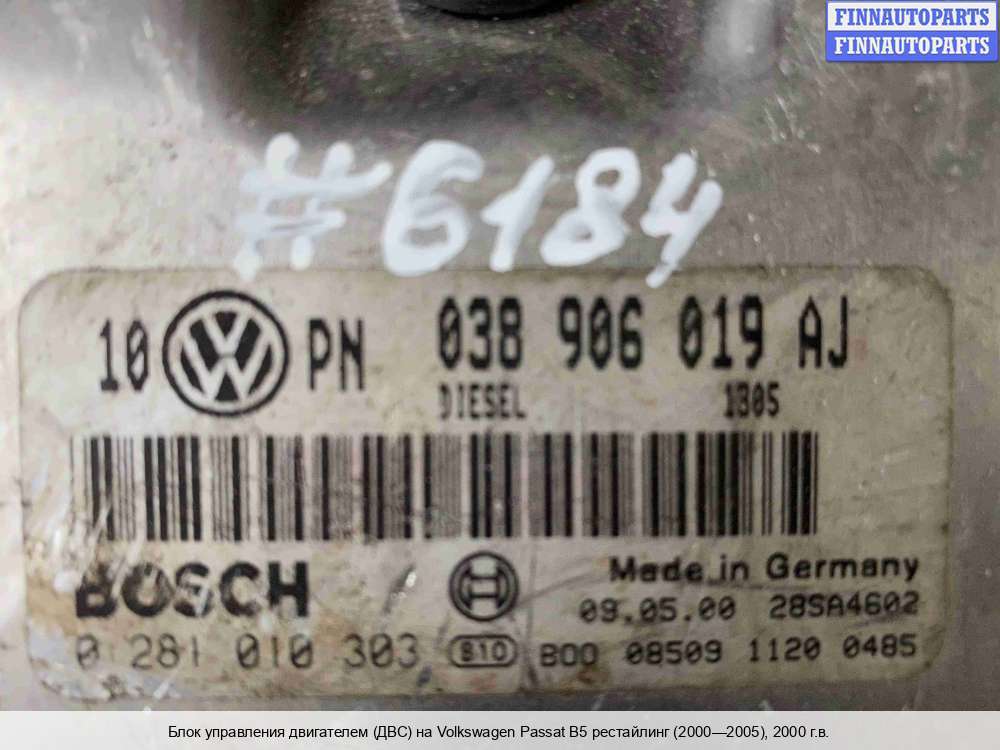 FINNAUTOPARTS
FINNAUTOPARTS
#6184
10 PN 038 906 019 AJ
DIESEL 1305
BOSCH
Made in Germany
09.05.00 28SA4602
0 281 010 303 B10 B00 08509 1120 0485
Блок управления двигателем (ДВС) на Volkswagen Passat B5 рестайлинг (2000—2005), 2000 г.в.